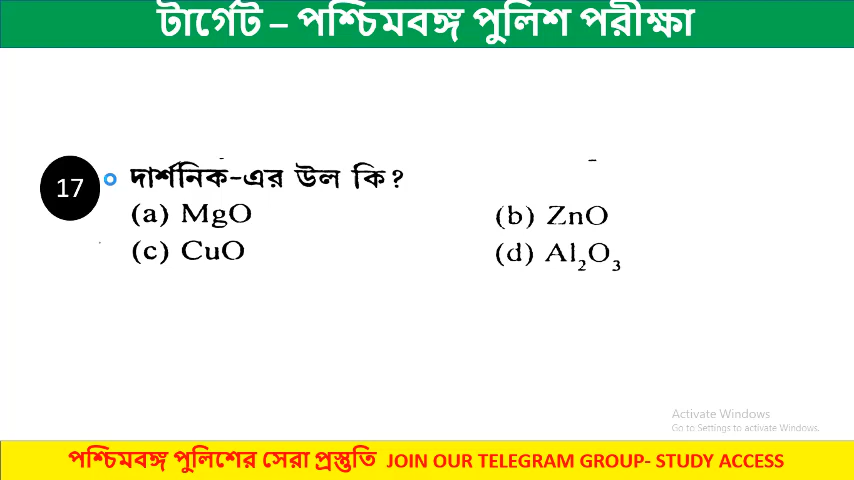 টার্গেট – পশ্চিমবঙ্গ পুলিশ পরীক্ষা
17 দার্শনিক-এর উল কি?
(a) MgO (b) ZnO
(c) CuO (d) Al₂O₃
Activate Windows
Go to Settings to activate Windows.
পশ্চিমবঙ্গ পুলিশের সেরা প্রস্তুতি JOIN OUR TELEGRAM GROUP- STUDY ACCESS